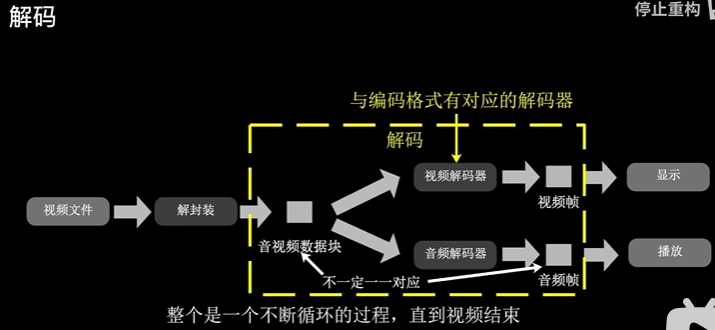 解码
停止重构
与编码格式有对应的解码器
解码
视频文件
解封装
音视频数据块
视频解码器
视频帧
显示
音频解码器
音频帧
播放
不一定一一对应
整个是一个不断循环的过程，直到视频结束